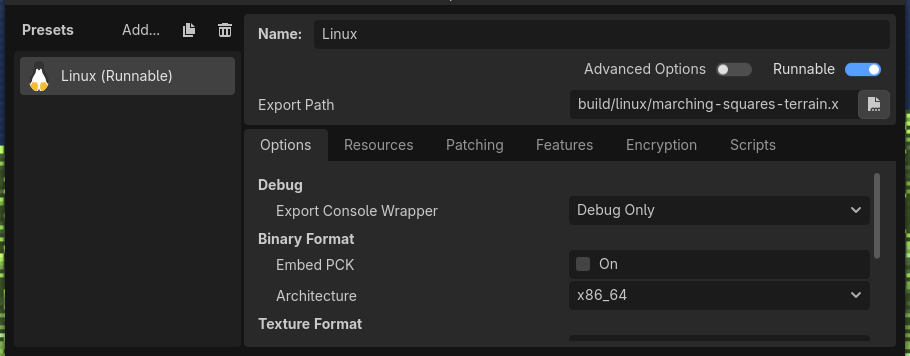 Presets Add...
Linux (Runnable)
Name: Linux
Advanced Options Runnable
Export Path build/linux/marching-squares-terrain.x
Options Resources Patching Features Encryption Scripts
Debug
Export Console Wrapper Debug Only
Binary Format
Embed PCK On
Architecture x86_64
Texture Format